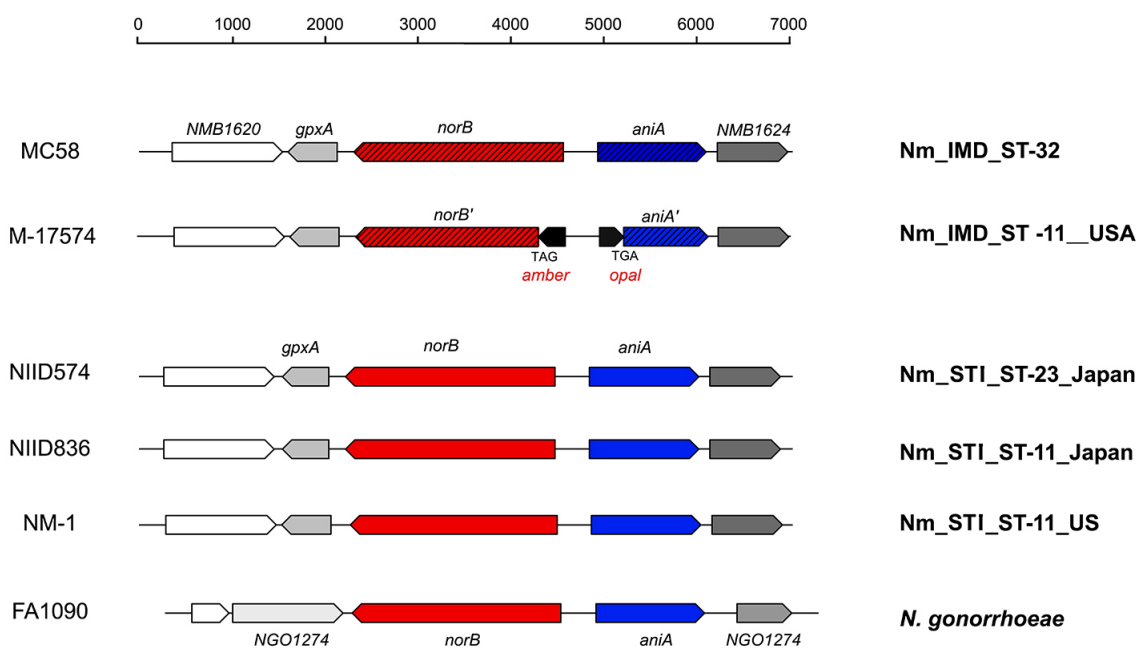 0 1000 2000 3000 4000 5000 6000 7000
NMB1620 gpxA norB aniA NMB1624
MC58 Nm_IMD_ST-32
norB' aniA'
M-17574 Nm_IMD_ST -11__USA
TAG TGA
amber opal
gpxA norB aniA
NIID574 Nm_STI_ST-23_Japan
NIID836 Nm_STI_ST-11_Japan
NM-1 Nm_STI_ST-11_US
FA1090 N. gonorrhoeae
NGO1274 norB aniA NGO1274